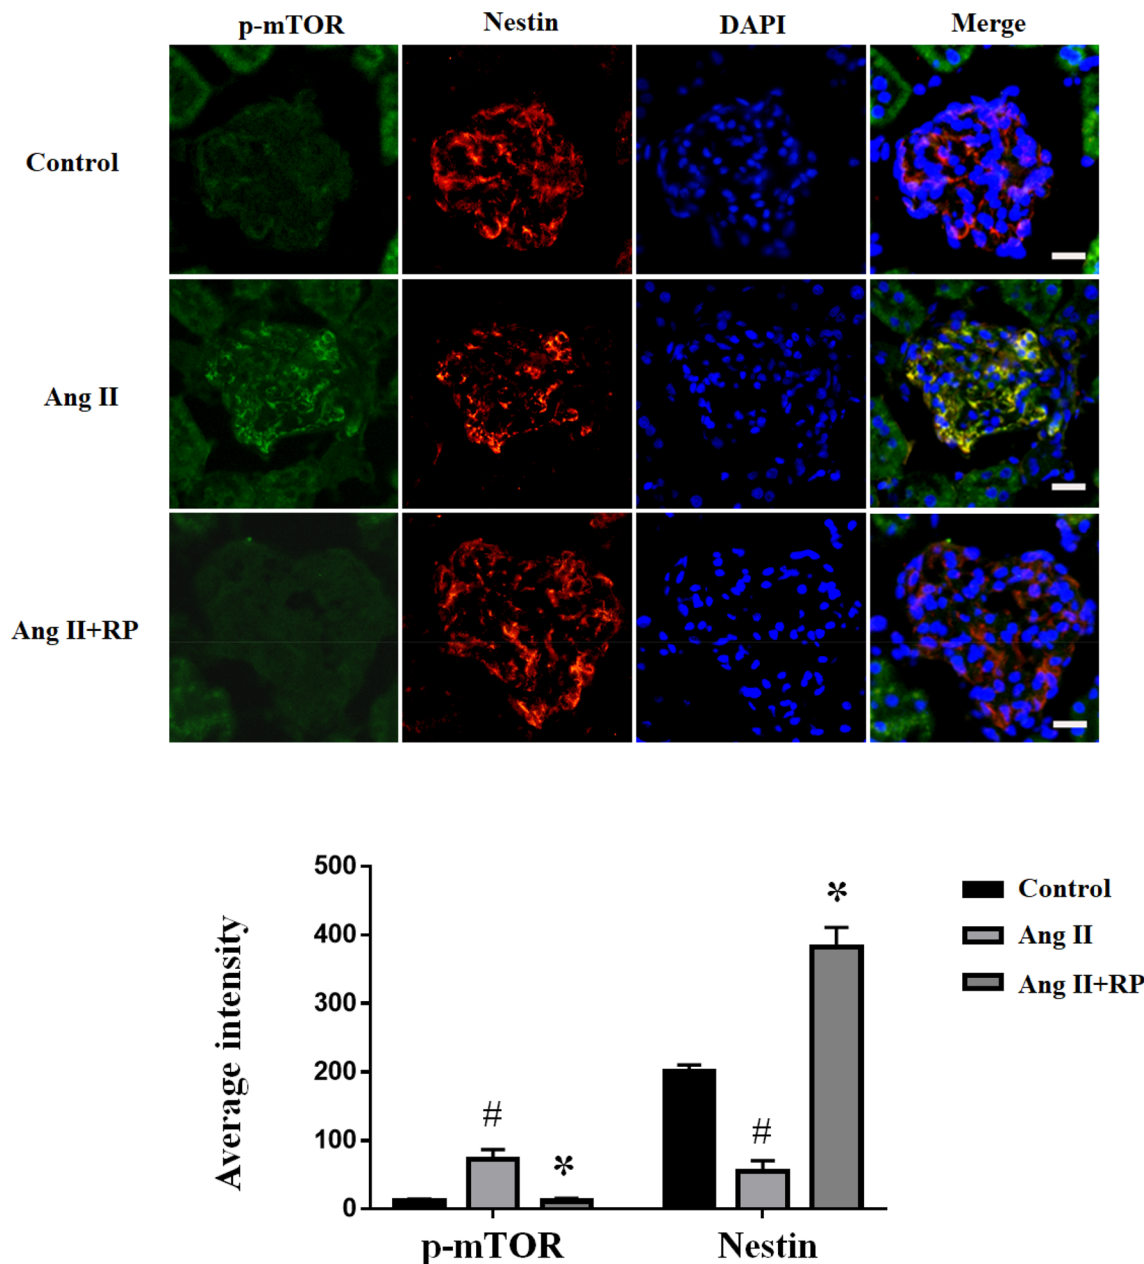 p-mTOR Nestin DAPI Merge
Control
Ang II
Ang II+RP
500
400
300
200
100
0
Average intensity
#
*
#
*
p-mTOR Nestin
Control
Ang II
Ang II+RP